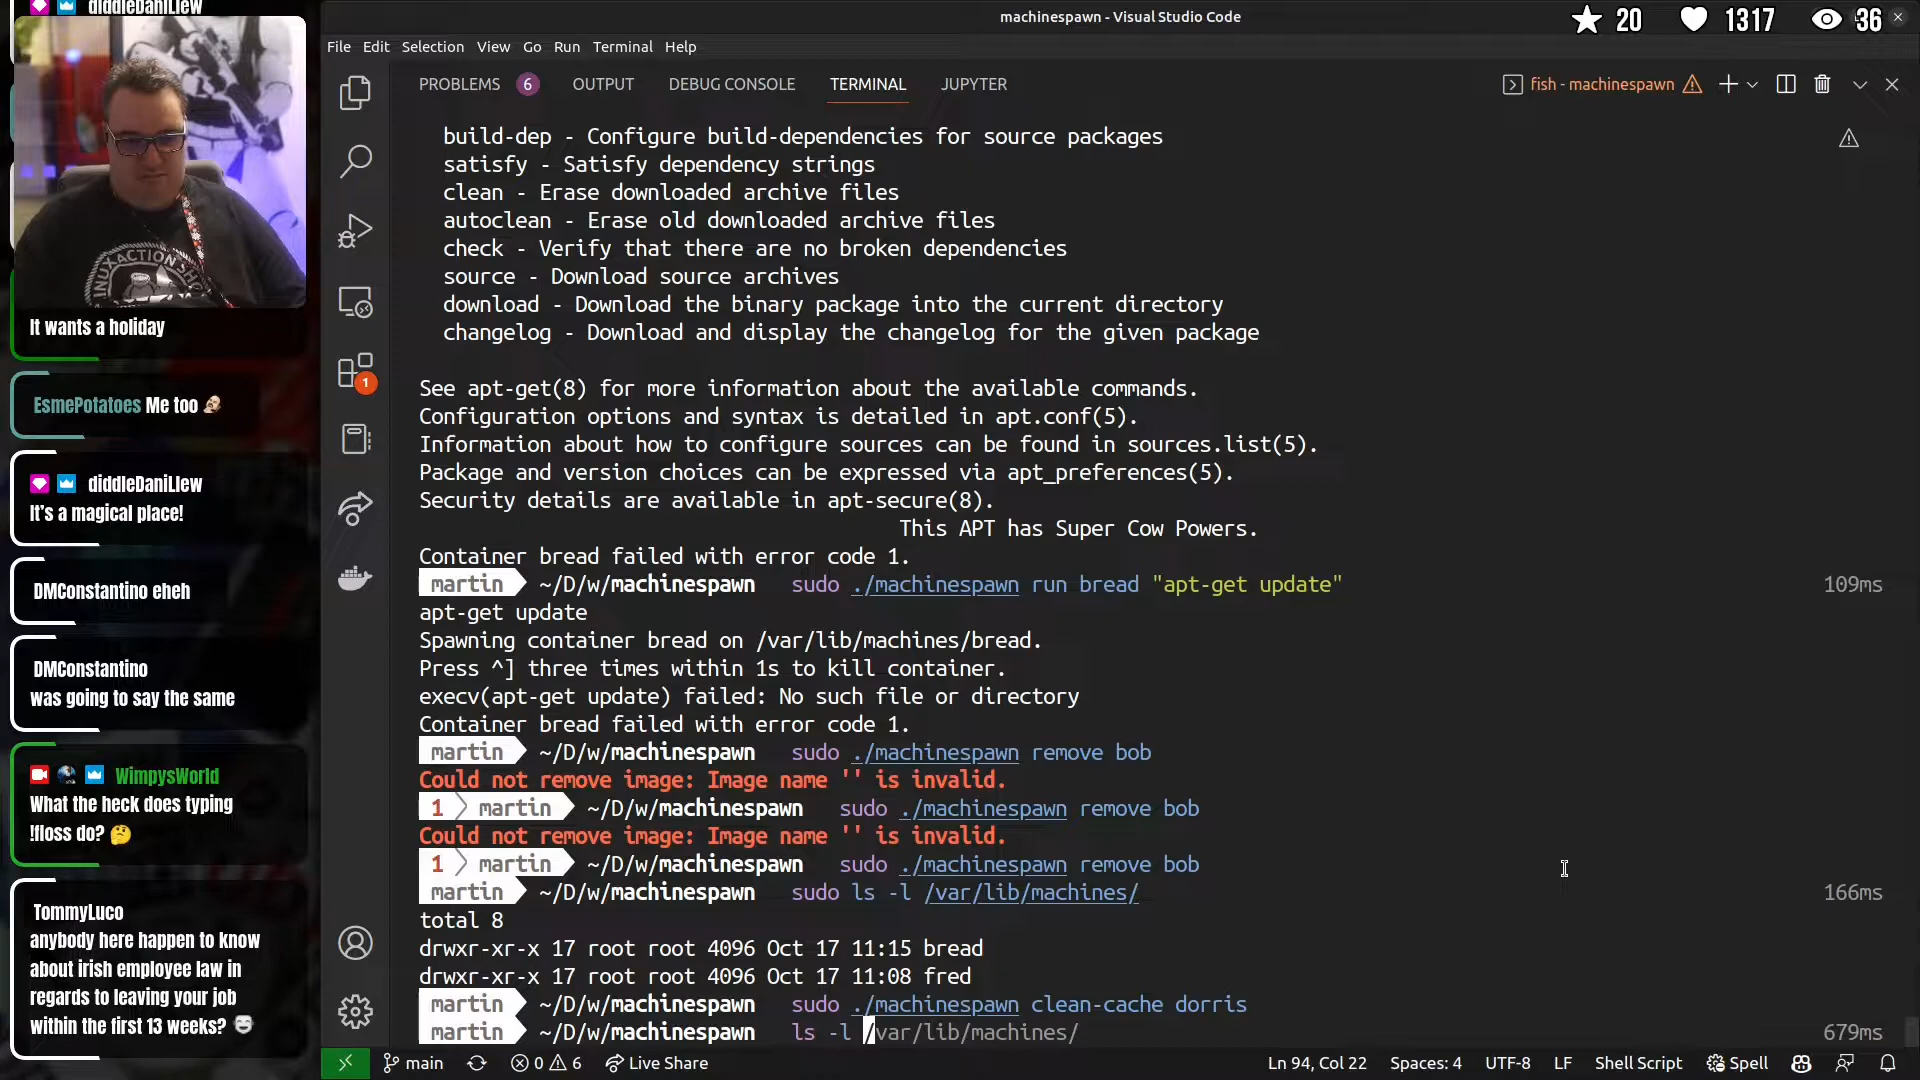 diddleDaniLlew
INUX ACTION SH
It wants a holiday
EsmePotatoes Me too
diddleDaniLlew
It's a magical place!
DMConstantino eheh
DMConstantino
was going to say the same
WimpysWorld
What the heck does typing
!floss do? 🤔
TommyLuco
anybody here happen to know
about irish employee law in
regards to leaving your job
within the first 13 weeks?
machinespawn - Visual Studio Code
20 1317 36
File Edit Selection View Go Run Terminal Help
PROBLEMS 6 OUTPUT DEBUG CONSOLE TERMINAL JUPYTER
fish - machinespawn
1
build-dep - Configure build-dependencies for source packages
satisfy - Satisfy dependency strings
clean - Erase downloaded archive files
autoclean - Erase old downloaded archive files
check - Verify that there are no broken dependencies
source - Download source archives
download - Download the binary package into the current directory
changelog - Download and display the changelog for the given package
See apt-get(8) for more information about the available commands.
Configuration options and syntax is detailed in apt.conf(5).
Information about how to configure sources can be found in sources.list(5).
Package and version choices can be expressed via apt_preferences(5).
Security details are available in apt-secure(8).
This APT has Super Cow Powers.
Container bread failed with error code 1.
martin ~/D/w/machinespawn sudo ./machinespawn run bread "apt-get update" 109ms
apt-get update
Spawning container bread on /var/lib/machines/bread.
Press ^] three times within 1s to kill container.
execv(apt-get update) failed: No such file or directory
Container bread failed with error code 1.
martin ~/D/w/machinespawn sudo ./machinespawn remove bob
Could not remove image: Image name '' is invalid.
1 martin ~/D/w/machinespawn sudo ./machinespawn remove bob
Could not remove image: Image name '' is invalid.
1 martin ~/D/w/machinespawn sudo ./machinespawn remove bob
martin ~/D/w/machinespawn sudo ls -l /var/lib/machines/ 166ms
total 8
drwxr-xr-x 17 root root 4096 Oct 17 11:15 bread
drwxr-xr-x 17 root root 4096 Oct 17 11:08 fred
martin ~/D/w/machinespawn sudo ./machinespawn clean-cache dorris
martin ~/D/w/machinespawn ls -l /var/lib/machines/ 679ms
main 0 6 Live Share Ln 94, Col 22 Spaces: 4 UTF-8 LF Shell Script Spell